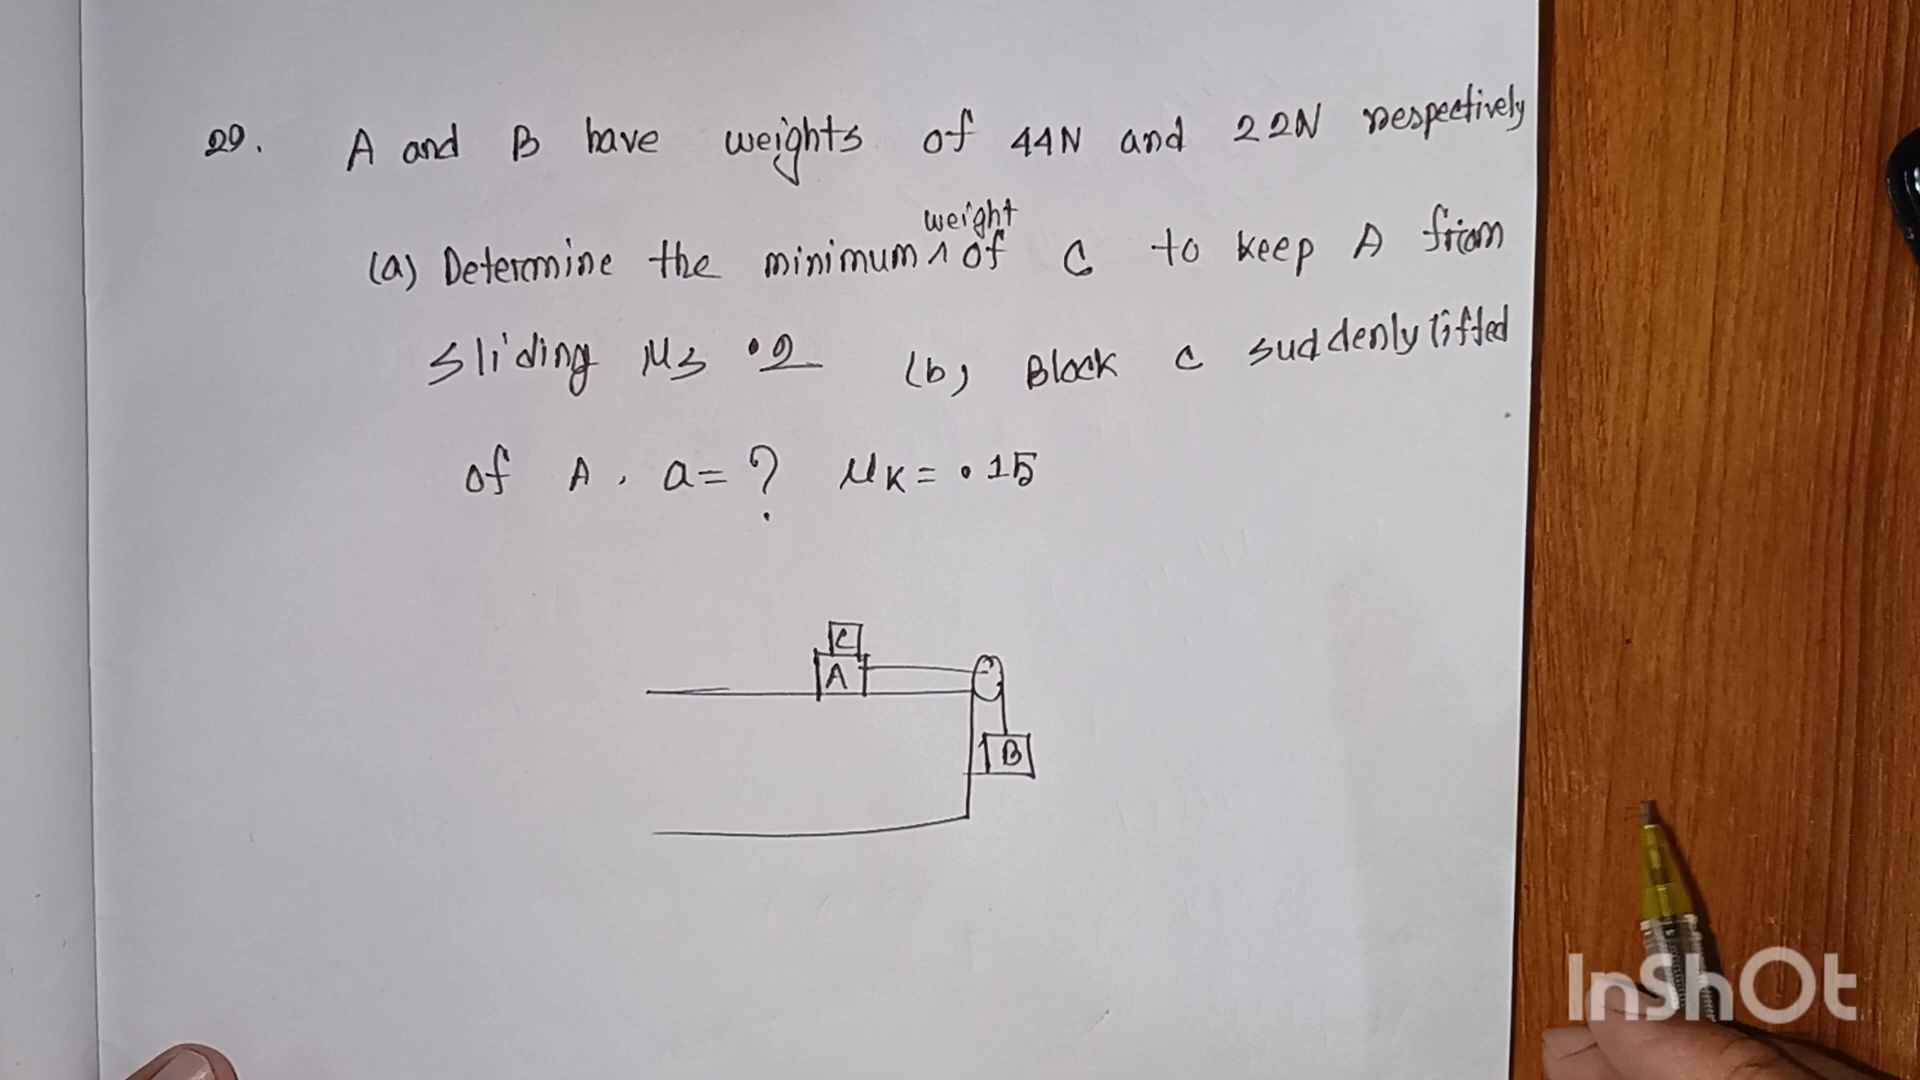 29. A and B have weights of 44N and 22N respectively
weight
(a) Determine the minimum ^ of C to keep A from
sliding μs .2 (b) Block C suddenly lifted
of A, a = ? μk = .15
C
A
B
InShOt